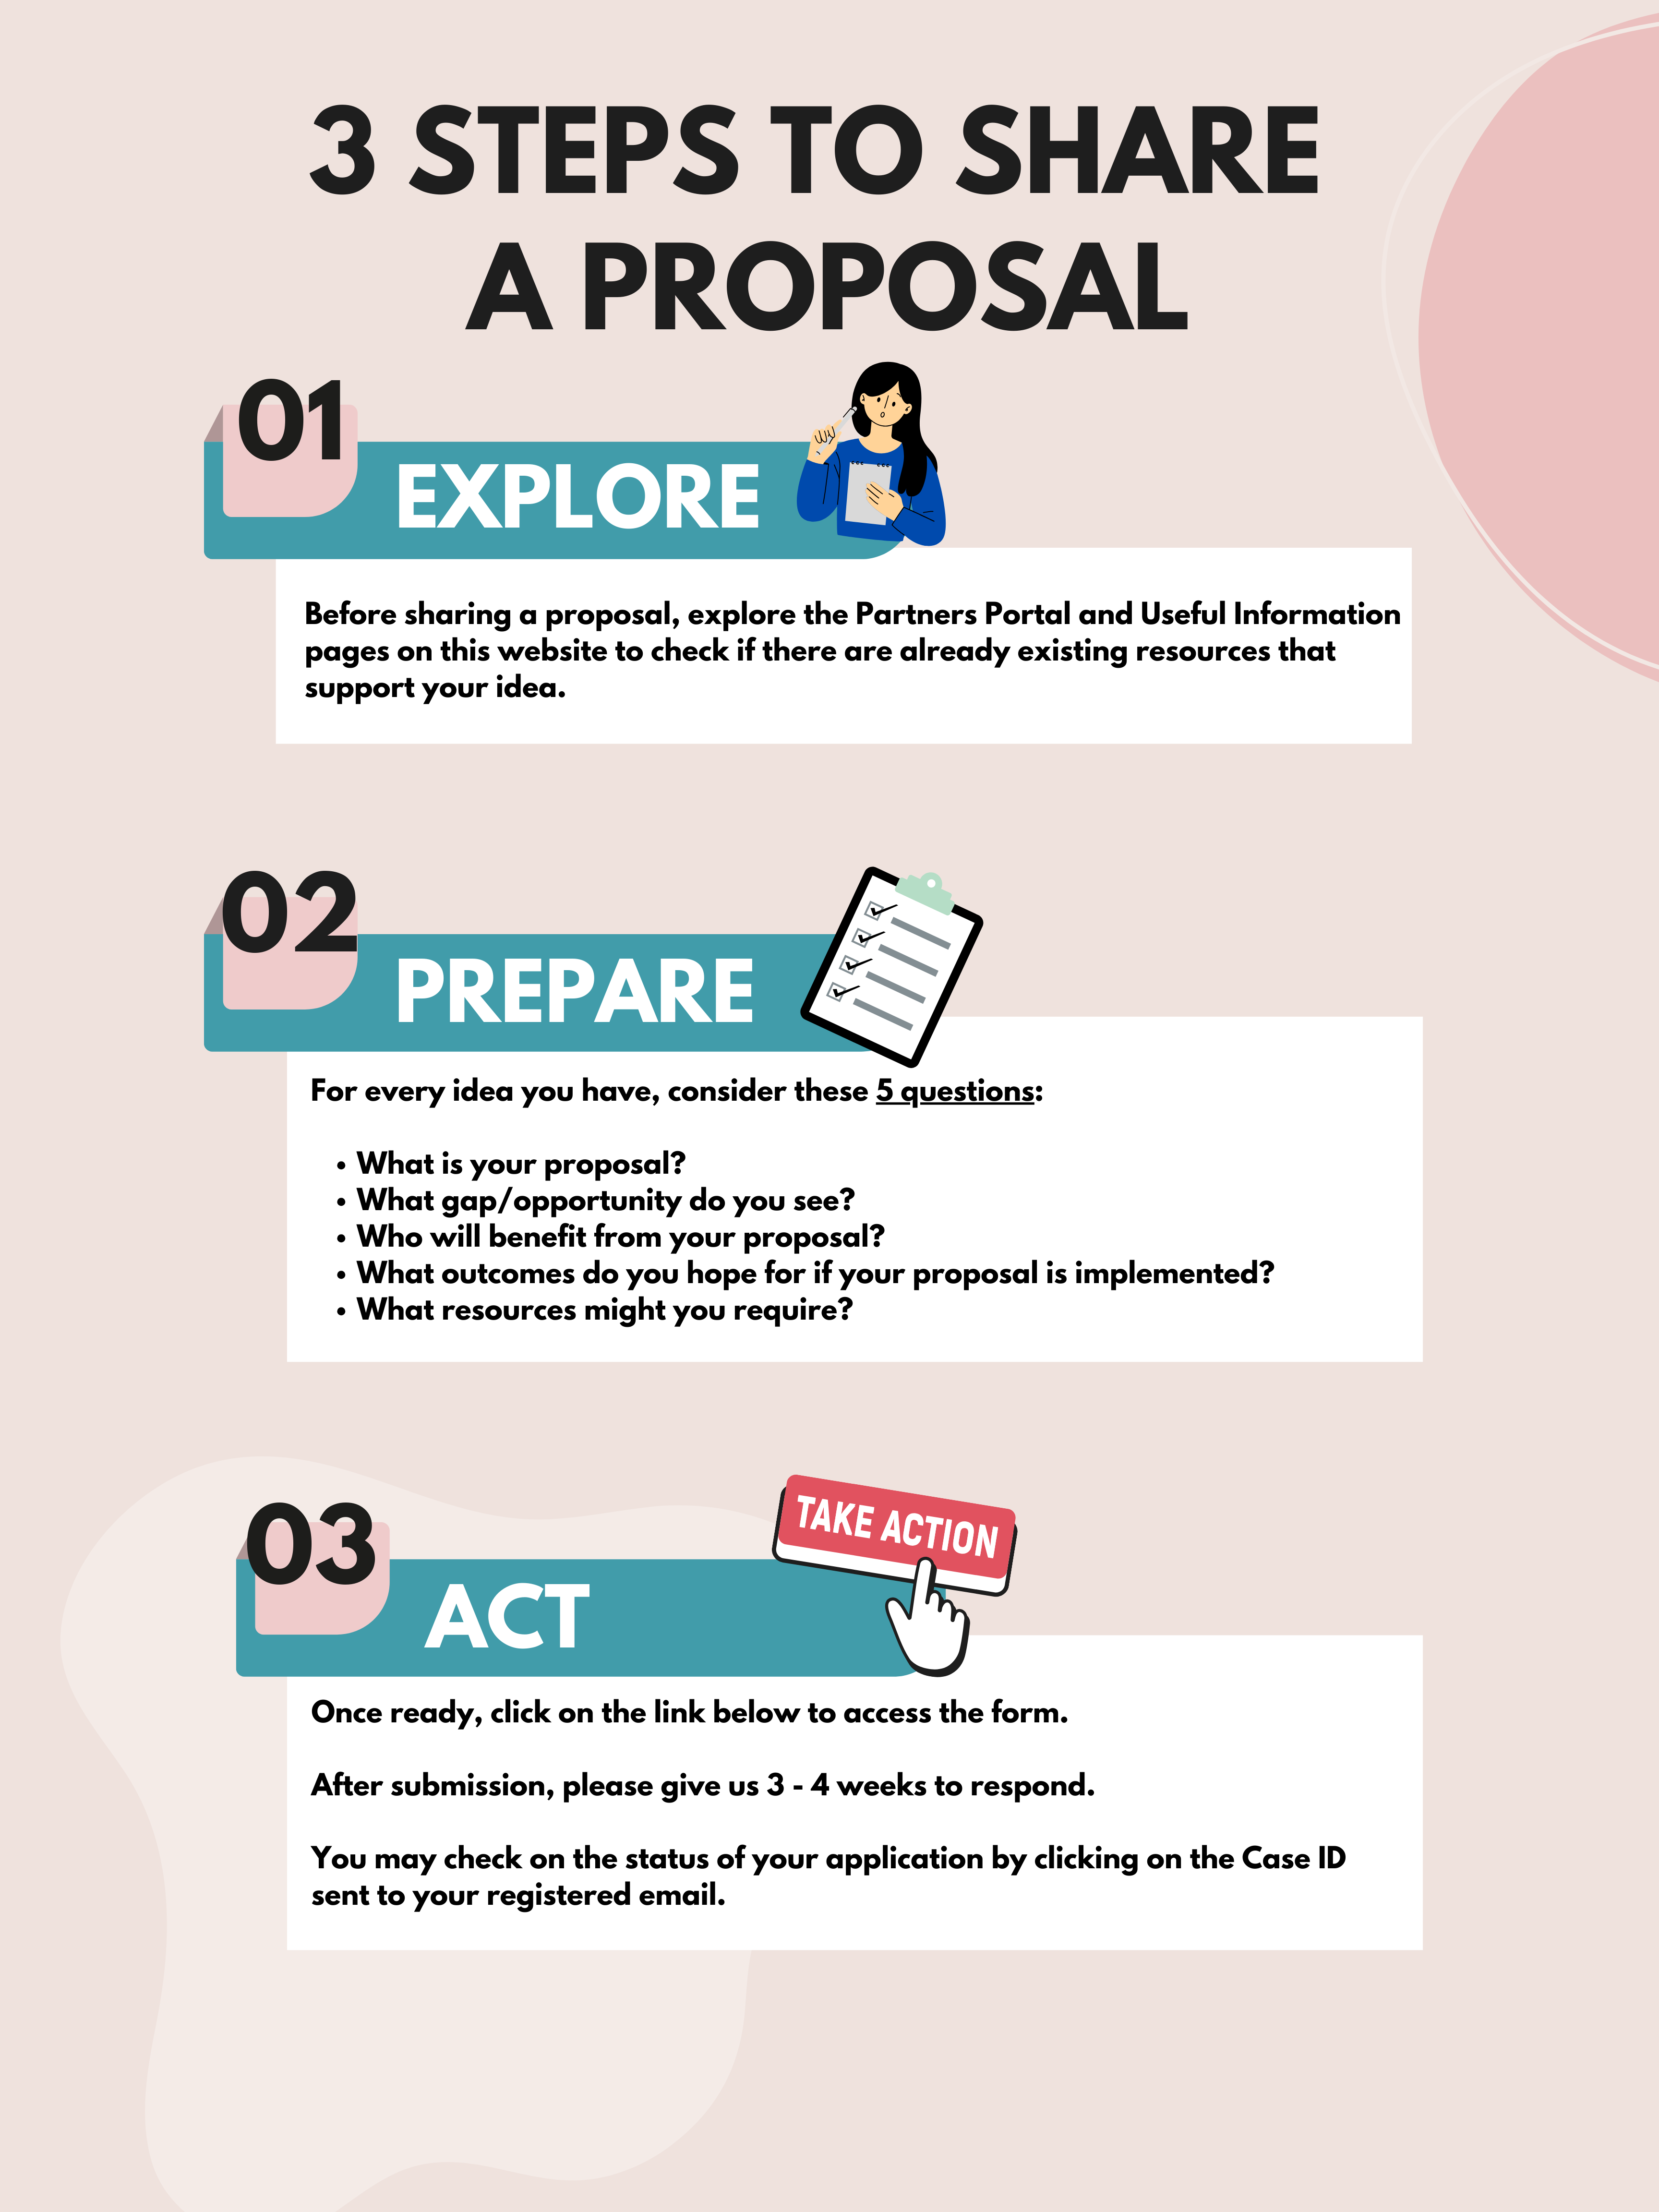 3 STEPS TO SHARE
A PROPOSAL
01
EXPLORE
Before sharing a proposal, explore the Partners Portal and Useful Information
pages on this website to check if there are already existing resources that
support your idea.
02
PREPARE
For every idea you have, consider these 5 questions:
• What is your proposal?
• What gap/opportunity do you see?
• Who will benefit from your proposal?
• What outcomes do you hope for if your proposal is implemented?
• What resources might you require?
03
TAKE ACTION
ACT
Once ready, click on the link below to access the form.
After submission, please give us 3 - 4 weeks to respond.
You may check on the status of your application by clicking on the Case ID
sent to your registered email.